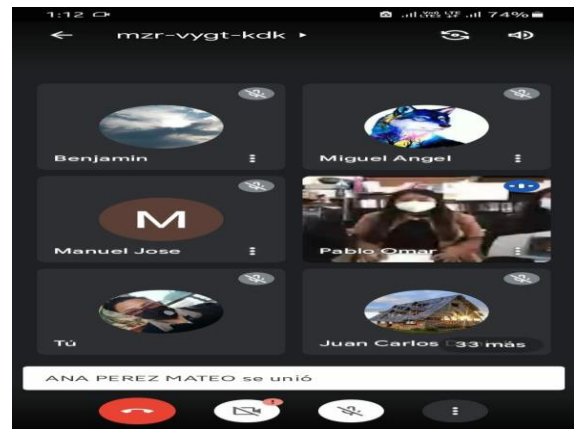 1:12
74%
mzr-vygt-kdk
Benjamin
Miguel Angel
M
Manuel Jose
Pablo Omar
Tú
Juan Carlos
33 más
ANA PEREZ MATEO se unió